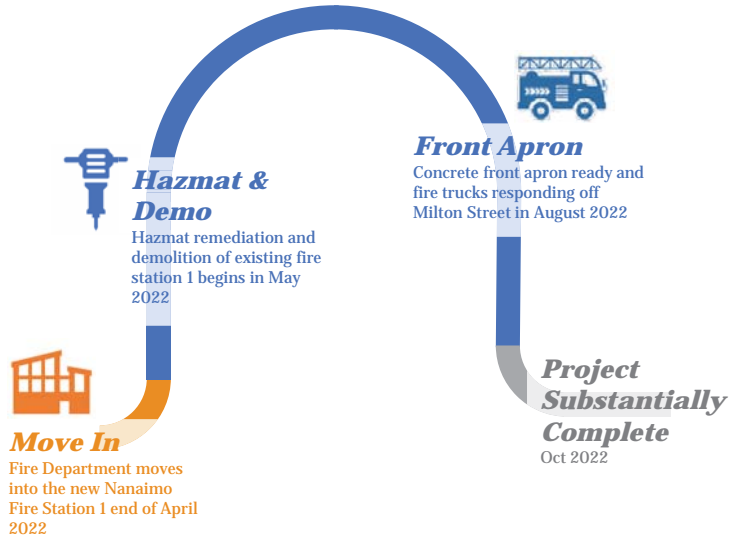 Move In
Fire Department moves
into the new Nanaimo
Fire Station 1 end of April
2022
Hazmat &
Demo
Hazmat remediation and
demolition of existing fire
station 1 begins in May
2022
Front Apron
Concrete front apron ready and
fire trucks responding off
Milton Street in August 2022
Project
Substantially
Complete
Oct 2022